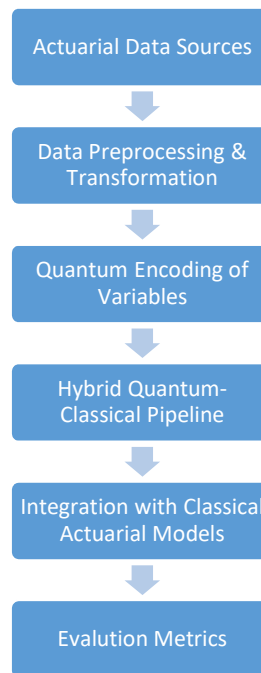 Actuarial Data Sources
Data Preprocessing &
Transformation
Quantum Encoding of
Variables
Hybrid Quantum-
Classical Pipeline
Integration with Classical
Actuarial Models
Evalution Metrics